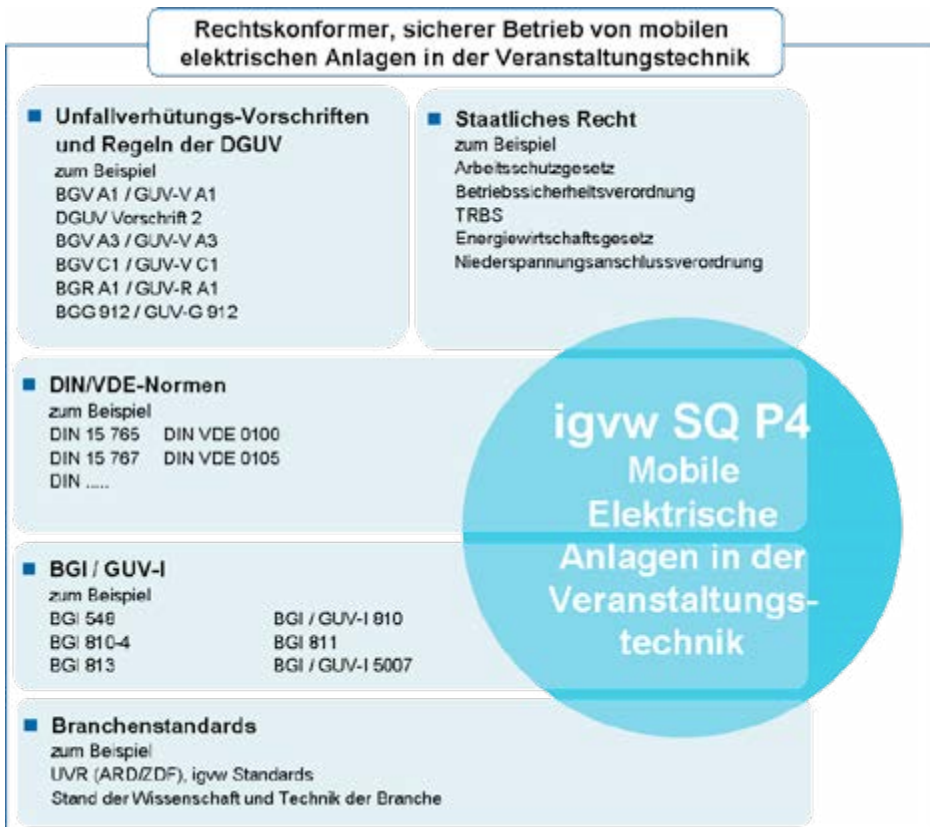 Rechtskonformer, sicherer Betrieb von mobilen
elektrischen Anlagen in der Veranstaltungstechnik
Unfallverhütungs-Vorschriften
und Regeln der DGUV
zum Beispiel
BGV A1 / GUV-V A1
DGUV Vorschrift 2
BGV A3 / GUV-V A3
BGV C1 / GUV-V C1
BGR A1 / GUV-R A1
BGG 912 / GUV-G 912
Staatliches Recht
zum Beispiel
Arbeitsschutzgesetz
Betriebssicherheitsverordnung
TRBS
Energiewirtschaftsgesetz
Niederspannungsanschlussverordnung
DIN/VDE-Normen
zum Beispiel
DIN 15 765 DIN VDE 0100
DIN 15 767 DIN VDE 0105
DIN .....
BGI / GUV-I
zum Beispiel
BGI 548 BGI / GUV-I 810
BGI 810-4 BGI 811
BGI 813 BGI / GUV-I 5007
Branchenstandards
zum Beispiel
UVR (ARD/ZDF), igvw Standards
Stand der Wissenschaft und Technik der Branche
igvw SQ P4
Mobile
Elektrische
Anlagen in der
Veranstaltungs-
technik